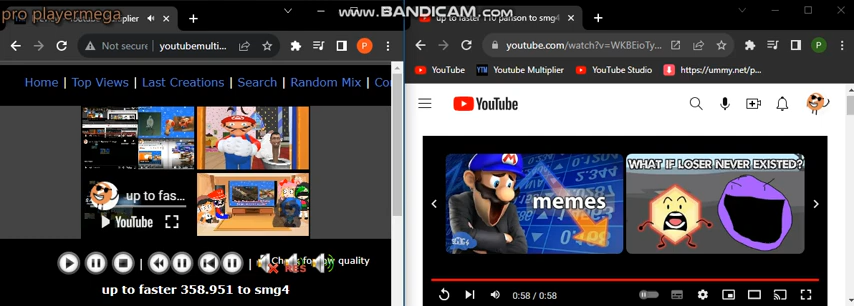 pro playermega
plier
www.BANDICAM.com
up to faster 110 parison to smg4
Not secure
youtubemulti...
P
youtube.com/watch?v=WKBEioTy...
P
YouTube
Youtube Multiplier
YouTube Studio
https://ummy.net/p...
Home | Top Views | Last Creations | Search | Random Mix | Co
YouTube
up to fas...
YouTube
memes
WHAT IF LOSER NEVER EXISTED?
Check for low quality
RES
up to faster 358.951 to smg4
0:58 / 0:58